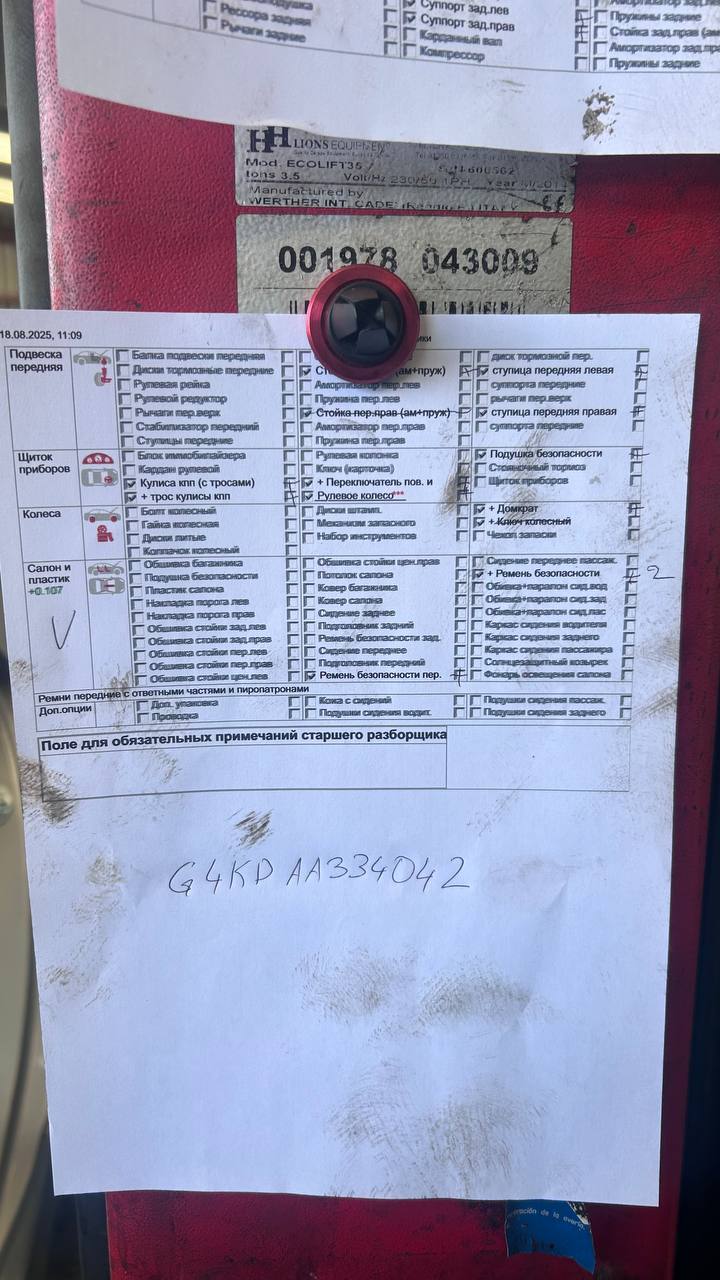 Суппорт зад.лев
Рессора задняя
Суппорт зад.прав
Пружины задние
Рычаги задние
Карданный вал
Компрессор
Пружины задние
LIONS EQUIPMEN
Mod. ECOLIFT35
tons 3.5 Volt/Hz 230/50 1PH Year
Manufactured by
WERTHER INT. CADE
001978 043009
18.08.2025, 11:09
Подвеска передняя
Балка подвески передняя
диск тормозной пер.
Диски тормозные передние
(ам+пруж)
ступица передняя левая
Рулевая рейка
Амортизатор пер.лев
суппорта передние
Рулевой редуктор
Пружина пер.лев
рычаги пер.верх
Рычаги пер.верх
Стойка пер.прав (ам+пруж)
ступица передняя правая
Стабилизатор передний
Амортизатор пер.прав
суппорта передние
Ступицы передние
Пружина пер.прав
Щиток приборов
Блок иммобилайзера
Рулевая колонка
Подушка безопасности
Кардан рулевой
Ключ (карточка)
Стояночный тормоз
Кулиса кпп (с тросами)
+ Переключатель пов. и
Щиток приборов
+ трос кулисы кпп
Рулевое колесо***
Колеса
Болт колесный
Диски штамп.
+ Домкрат
Гайка колесная
Механизм запасного
+ Ключ колесный
Диски литые
Набор инструментов
Чехол запаски
Колпачок колесный
Салон и пластик
+0.107
V
Обшивка багажника
Обшивка стойки цен.прав
Сидение переднее пассаж.
Подушка безопасности
Потолок салона
+ Ремень безопасности
2
Пластик салона
Ковер багажника
Обивка+паралон сид.вод
Накладка порога лев
Ковер салона
Обивка+паралон сид.зад
Накладка порога прав
Сидение заднее
Обивка+паралон сид.пас
Обшивка стойки зад.лев
Подголовник задний
Каркас сидения водителя
Обшивка стойки зад.прав
Ремень безопасности зад.
Каркас сидения заднего
Обшивка стойки пер.лев
Сидение переднее
Каркас сидения пассажира
Обшивка стойки пер.прав
Подголовник передний
Солнцезащитный козырек
Обшивка стойки цен.лев
Ремень безопасности пер.
Фонарь освещения салона
Ремни передние с ответными частями и пиропатронами
Доп.опции
Доп. упаковка
Кожа с сидений
Подушки сидения пассаж.
Проводка
Подушки сидения водит.
Подушки сидения заднего
Поле для обязательных примечаний старшего разборщика
G4KD AA334042